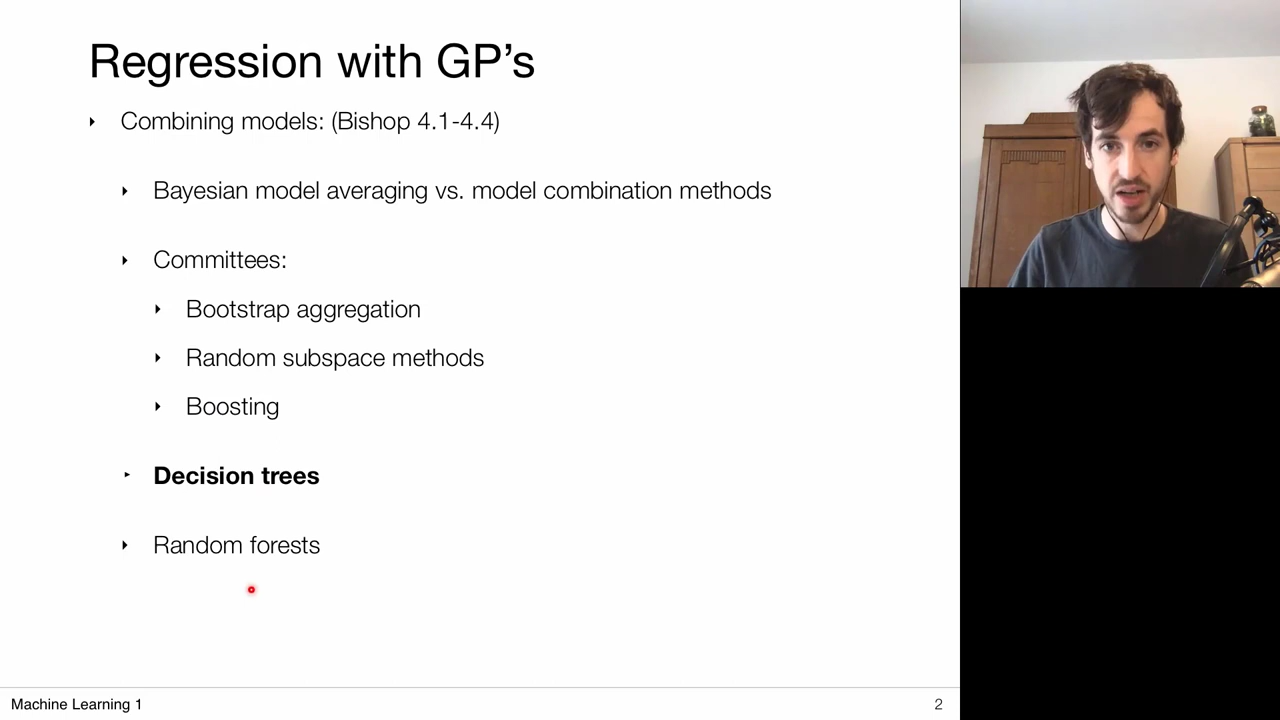 Regression with GP's
Combining models: (Bishop 4.1-4.4)
Bayesian model averaging vs. model combination methods
Committees:
Bootstrap aggregation
Random subspace methods
Boosting
Decision trees
Random forests
Machine Learning 1
2